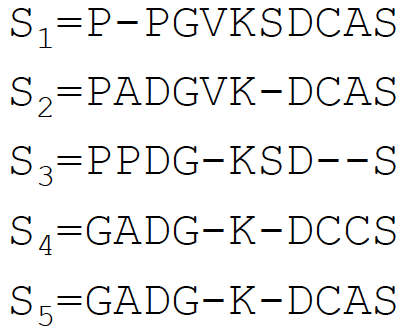 S1=P-PGVKSDCAS
S2=PADGVK-DCAS
S3=PPDG-KSD--S
S4=GADG-K-DCCS
S5=GADG-K-DCAS